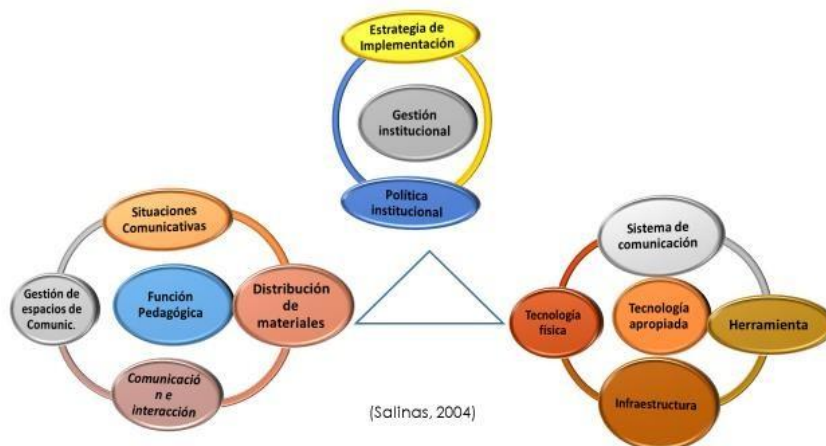 Estrategia de
Implementación
Gestión
institucional
Política
institucional
Situaciones
Comunicativas
Gestión de
espacios de
Comunic.
Función
Pedagógica
Distribución
de
materiales
Comunicació
n e
interacción
Sistema de
comunicación
Tecnología
física
Tecnología
apropiada
Herramienta
Infraestructura
(Salinas, 2004)